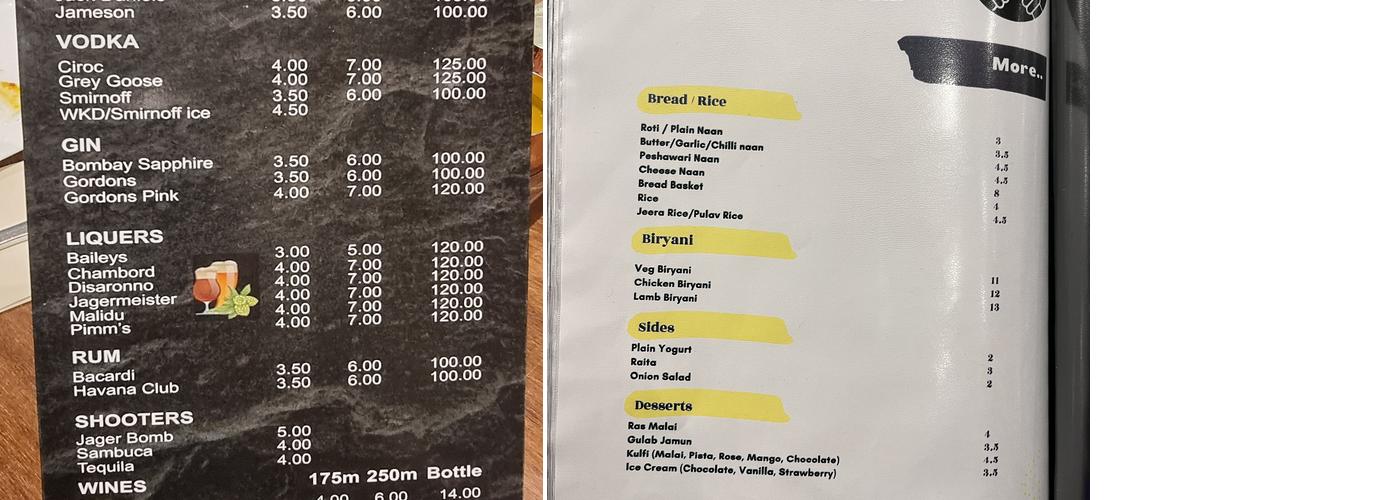 Jameson 3.50 6.00 100.00
VODKA
Ciroc 4.00 7.00 125.00
Grey Goose 4.00 7.00 125.00
Smirnoff 3.50 6.00 100.00
WKD/Smirnoff ice 4.50
GIN
Bombay Sapphire 3.50 6.00 100.00
Gordons 3.50 6.00 100.00
Gordons Pink 4.00 7.00 120.00
LIQUERS
Baileys 3.00 5.00 120.00
Chambord 4.00 7.00 120.00
Disaronno 4.00 7.00 120.00
Jagermeister 4.00 7.00 120.00
Malidu 4.00 7.00 120.00
Pimm's 4.00 7.00 120.00
RUM
Bacardi 3.50 6.00 100.00
Havana Club 3.50 6.00 100.00
SHOOTERS
Jager Bomb 5.00
Sambuca 4.00
Tequila 4.00
WINES 175m 250m Bottle
4.00 6.00 14.00
More..
Bread / Rice
Roti / Plain Naan 3
Butter/Garlic/Chilli naan 3.5
Peshawari Naan 4.5
Cheese Naan 4.5
Bread Basket 8
Rice 4
Jeera Rice/Pulav Rice 4.5
Biryani
Veg Biryani 11
Chicken Biryani 12
Lamb Biryani 13
Sides
Plain Yogurt 2
Raita 3
Onion Salad 2
Desserts
Ras Malai 4
Gulab Jamun 3.5
Kulfi (Malai, Pista, Rose, Mango, Chocolate) 4.5
Ice Cream (Chocolate, Vanilla, Strawberry) 3.5